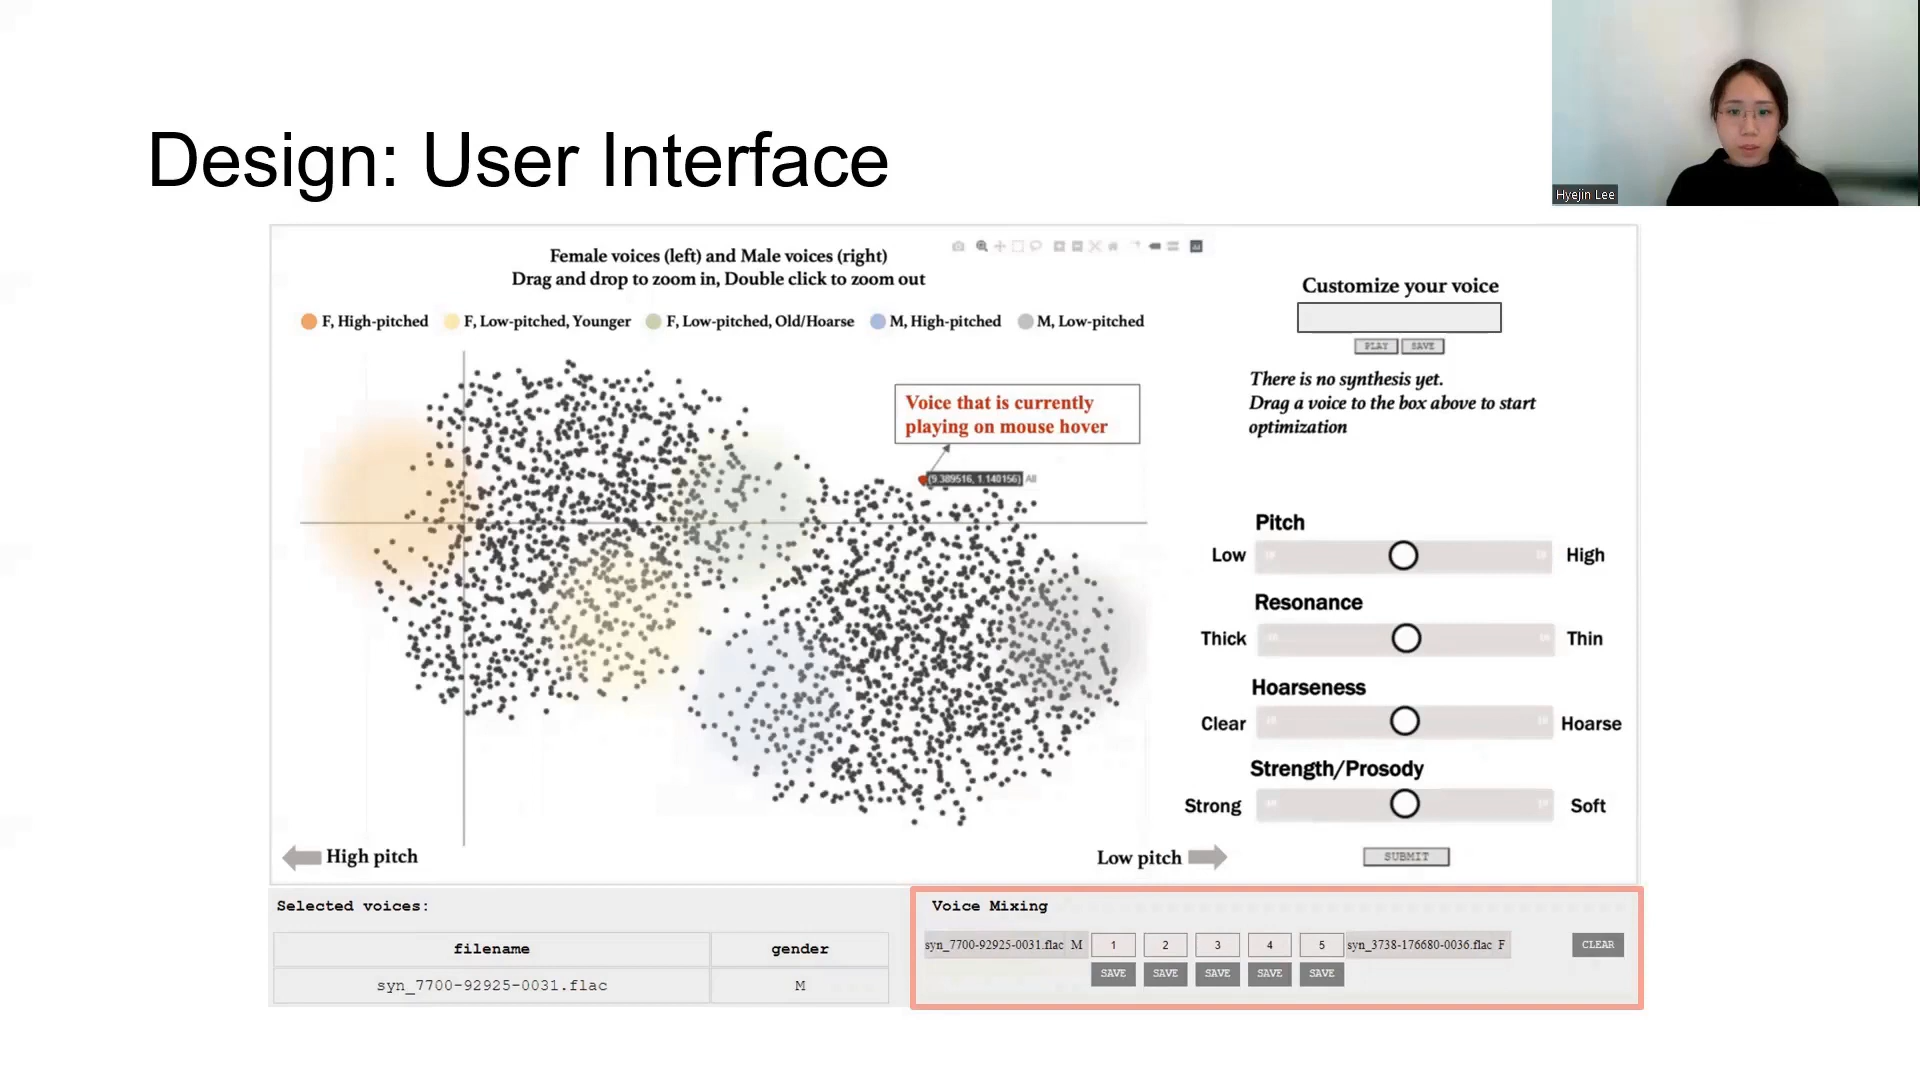 Hyejin Lee
Design: User Interface
Female voices (left) and Male voices (right)
Drag and drop to zoom in, Double click to zoom out
F, High-pitched F, Low-pitched, Younger F, Low-pitched, Old/Hoarse M, High-pitched M, Low-pitched
Voice that is currently
playing on mouse hover
(9.389516, 1.140156) All
High pitch
Low pitch
Customize your voice
PLAY SAVE
There is no synthesis yet.
Drag a voice to the box above to start
optimization
Pitch
Low High
Resonance
Thick Thin
Hoarseness
Clear Hoarse
Strength/Prosody
Strong Soft
SUBMIT
Selected voices:
filename gender
syn_7700-92925-0031.flac M
Voice Mixing
syn_7700-92925-0031.flac M 1 2 3 4 5 syn_3738-176680-0036.flac F CLEAR
SAVE SAVE SAVE SAVE SAVE